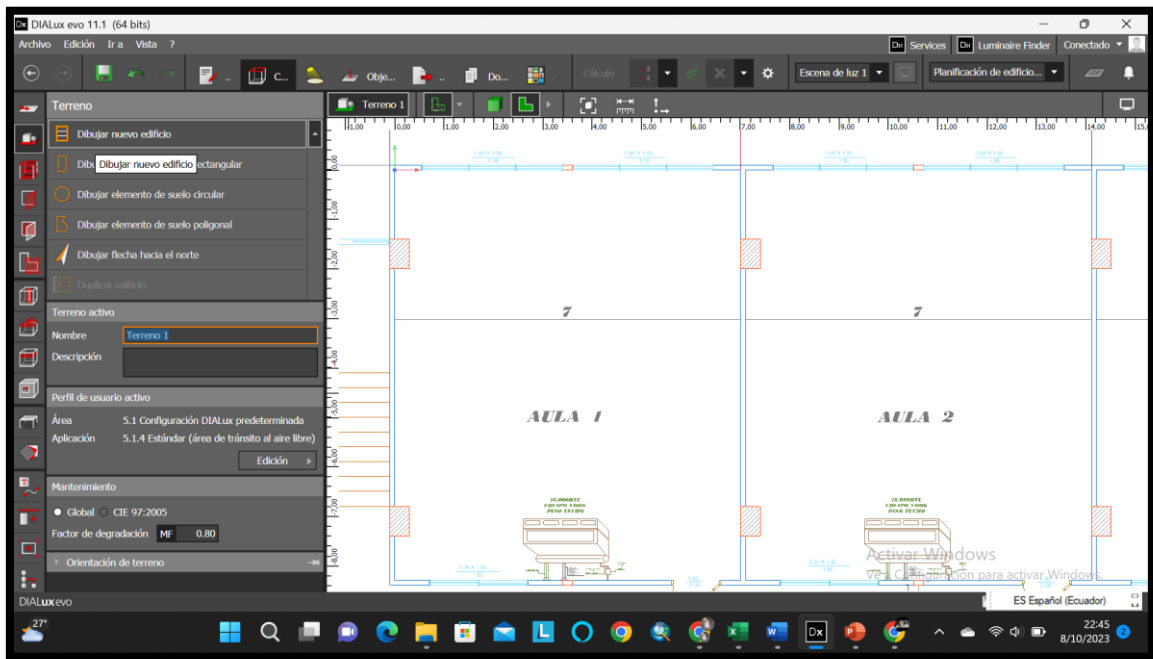 DIALux evo 11.1 (64 bits)
Archivo Edición Ir a Vista ?
Services
Luminaire Finder
Conectado
C...
Obje...
Do...
Cálculo
Escena de luz 1
Planificación de edificio...
Terreno
Terreno 1
Dibujar nuevo edificio
Dibujar nuevo edificio
ectangular
Dibujar elemento de suelo circular
Dibujar elemento de suelo poligonal
Dibujar flecha hacia el norte
Duplicar edificio
Terreno activo
Nombre Terreno 1
Descripción
Perfil de usuario activo
Área 5.1 Configuración DIALux predeterminada
Aplicación 5.1.4 Estándar (área de tránsito al aire libre)
Edición
Mantenimiento
Global CIE 97:2005
Factor de degradación MF 0.80
Orientación de terreno
7
7
AULA 1
AULA 2
Activar Windows
DIALux evo
ES Español (Ecuador)
27°
22:45
8/10/2023
2